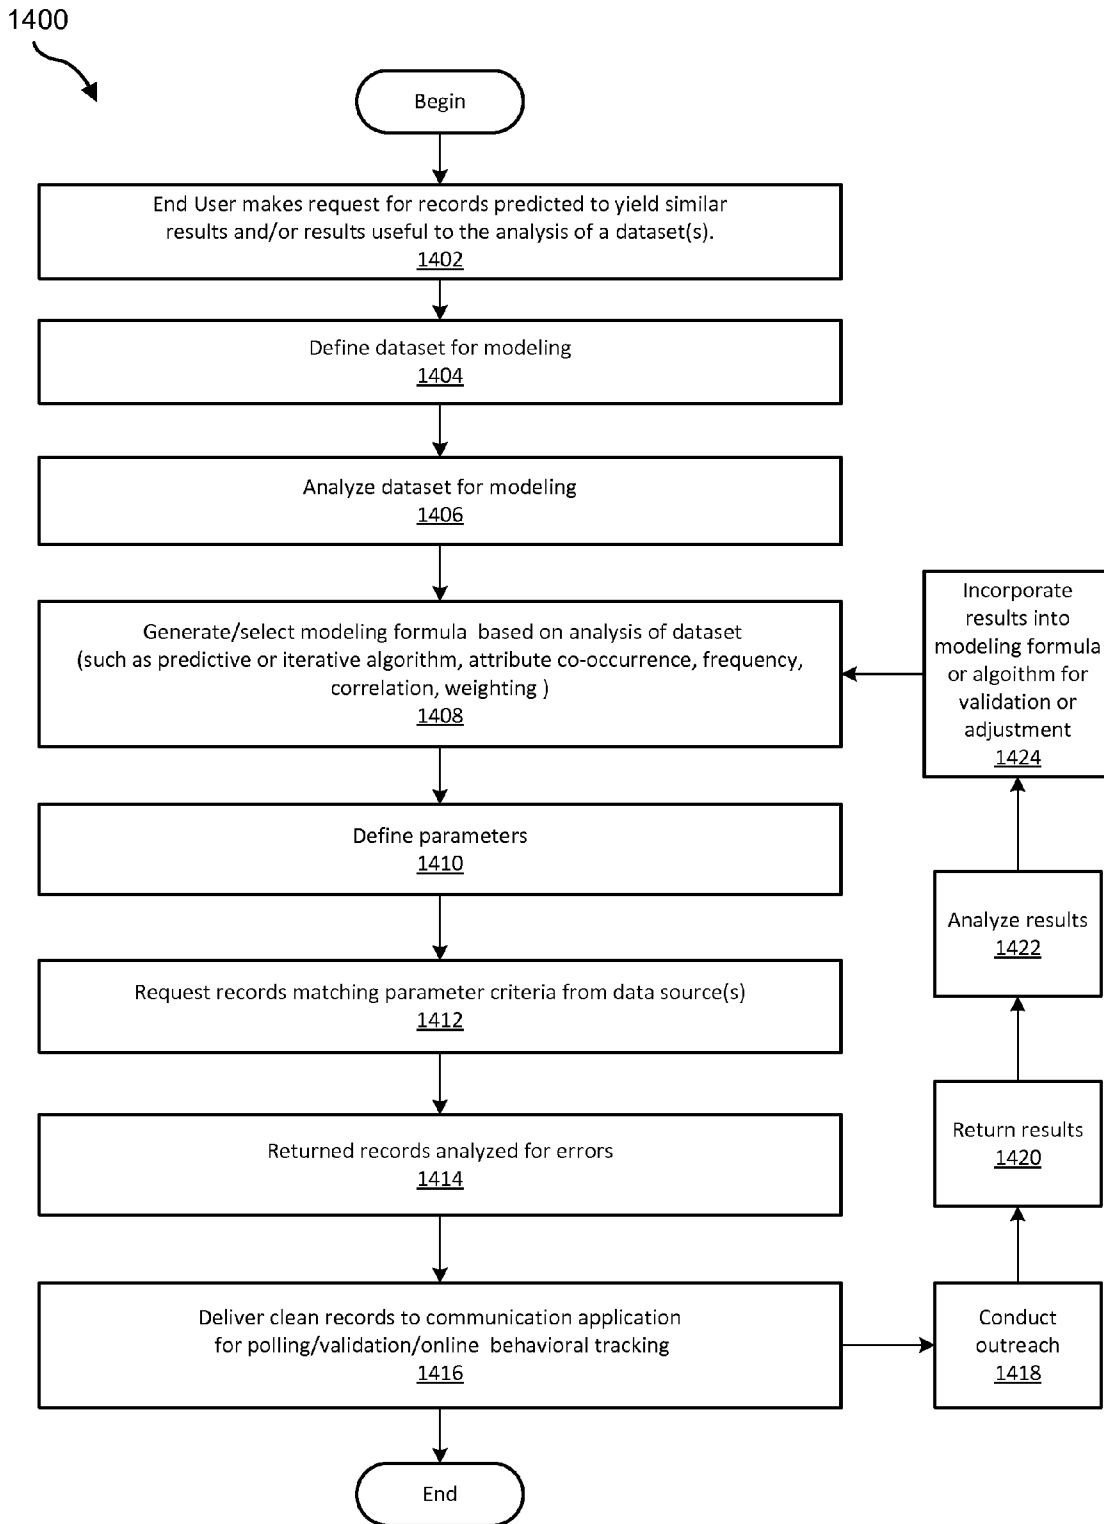 1400
Begin
End User makes request for records predicted to yield similar
results and/or results useful to the analysis of a dataset(s).
1402
Define dataset for modeling
1404
Analyze dataset for modeling
1406
Generate/select modeling formula based on analysis of dataset
(such as predictive or iterative algorithm, attribute co-occurrence, frequency,
correlation, weighting )
1408
Define parameters
1410
Request records matching parameter criteria from data source(s)
1412
Returned records analyzed for errors
1414
Deliver clean records to communication application
for polling/validation/online behavioral tracking
1416
End
Conduct
outreach
1418
Return results
1420
Analyze results
1422
Incorporate
results into
modeling formula
or algoithm for
validation or
adjustment
1424